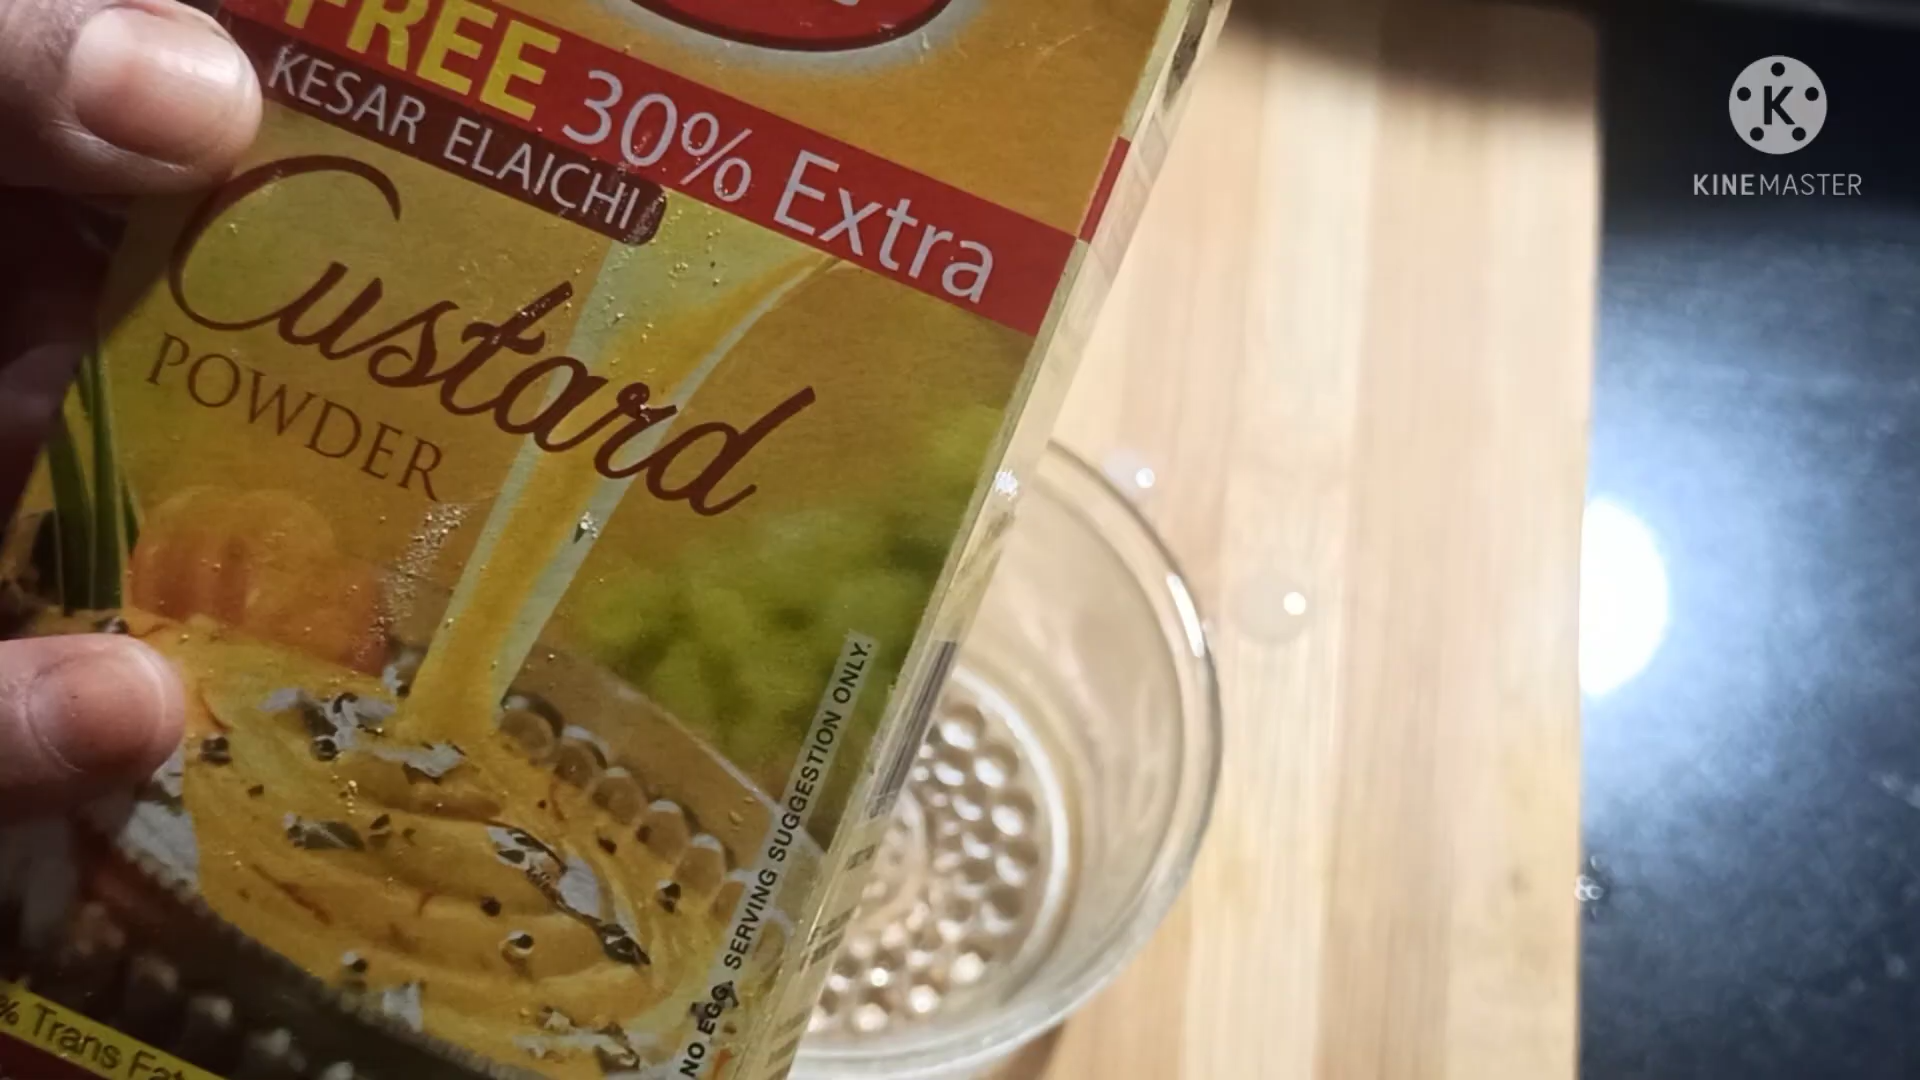 FREE 30% Extra
KESAR ELAICHI
Custard
POWDER
NO EGG. SERVING SUGGESTION ONLY.
% Trans Fat
K
KINEMASTER